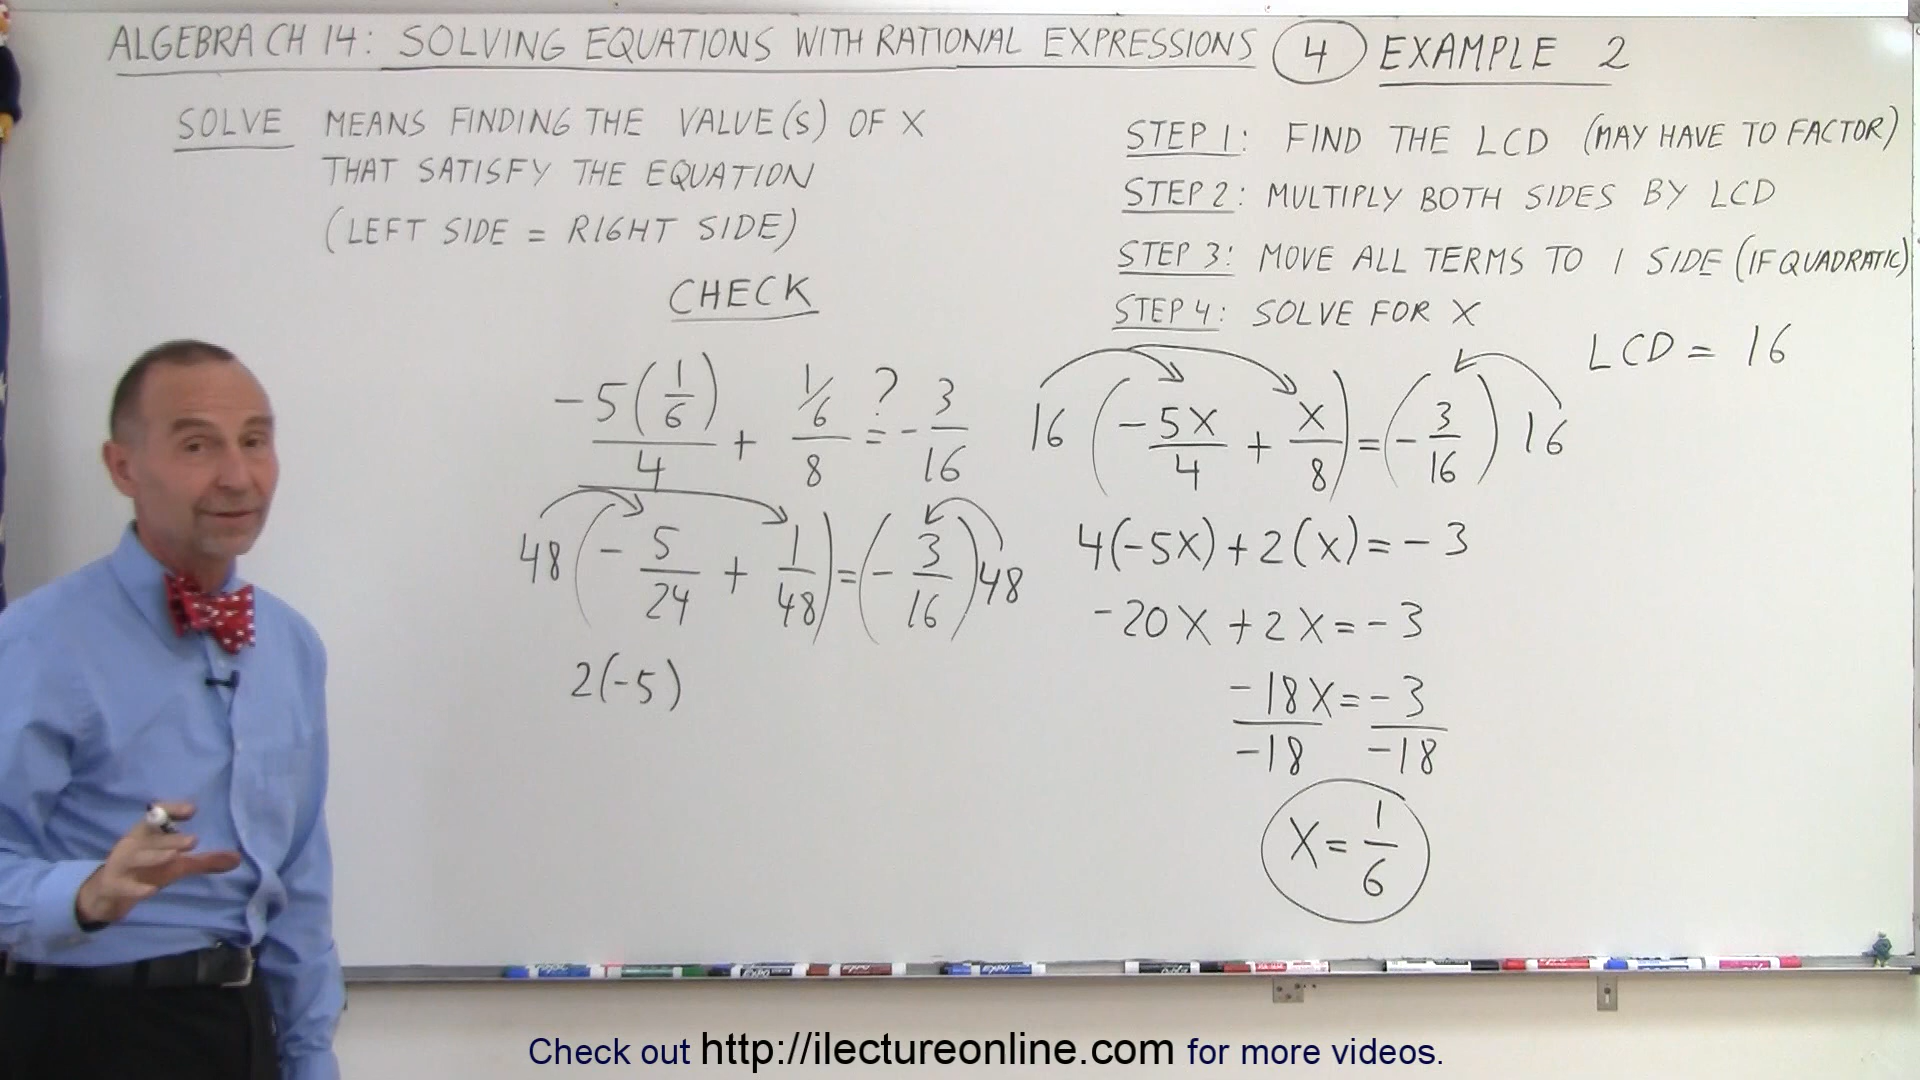 ALGEBRA CH 14: SOLVING EQUATIONS WITH RATIONAL EXPRESSIONS 4 EXAMPLE 2
SOLVE MEANS FINDING THE VALUE(S) OF X
THAT SATISFY THE EQUATION
(LEFT SIDE = RIGHT SIDE)
CHECK
-5(1/6)/4 + 1/6/8 ?= -3/16
48(-5/24 + 1/48) = (-3/16)48
2(-5)
STEP 1: FIND THE LCD (MAY HAVE TO FACTOR)
STEP 2: MULTIPLY BOTH SIDES BY LCD
STEP 3: MOVE ALL TERMS TO 1 SIDE (IF QUADRATIC)
STEP 4: SOLVE FOR X
LCD = 16
16(-5X/4 + X/8) = (-3/16)16
4(-5X)+2(X)=-3
-20X+2X=-3
-18X=-3
-18 -18
X=1/6
EXPO
EXPO
expo
expo
Check out http://ilectureonline.com for more videos.